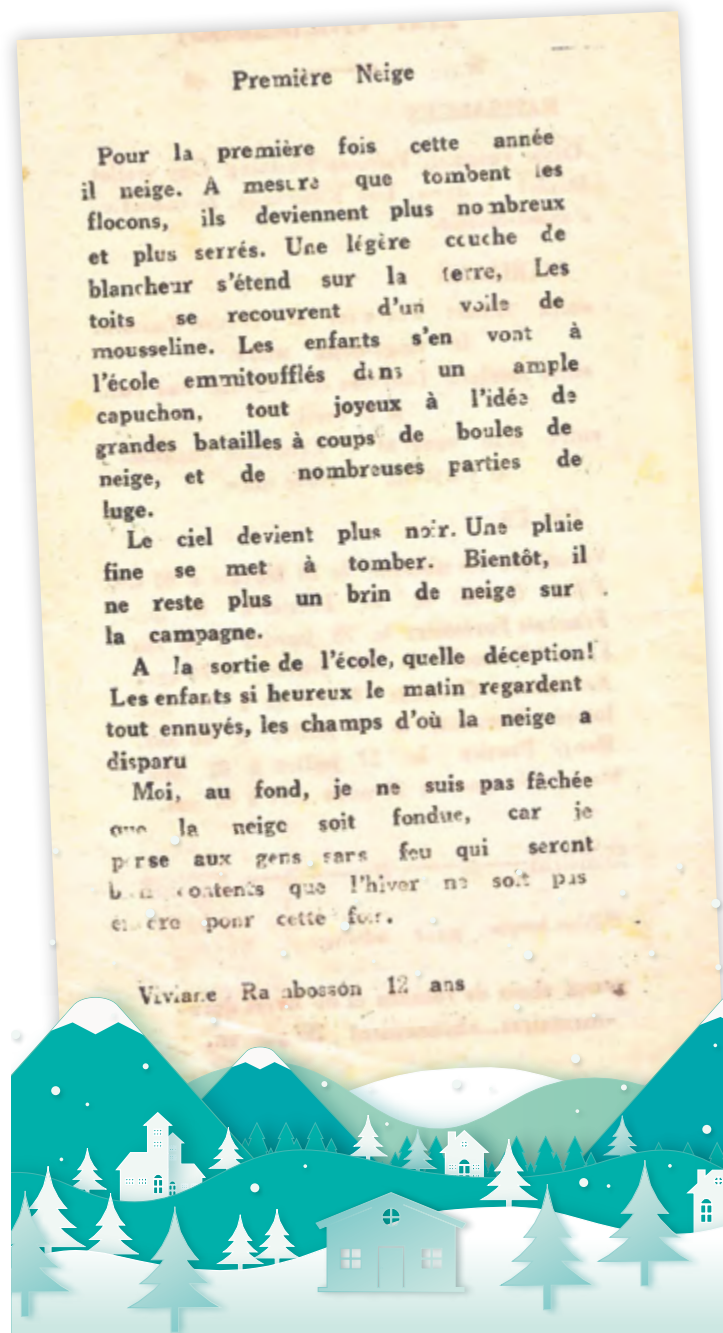 Première Neige
Pour la première fois cette année
il neige. A mesure que tombent les
flocons, ils deviennent plus nombreux
et plus serrés. Une légère couche de
blancheur s'étend sur la terre, Les
toits se recouvrent d'un voile de
mousseline. Les enfants s'en vont à
l'école emmitoufflés dans un ample
capuchon, tout joyeux à l'idée de
grandes batailles à coups de boules de
neige, et de nombreuses parties de
luge.
Le ciel devient plus noir. Une pluie
fine se met à tomber. Bientôt, il
ne reste plus un brin de neige sur
la campagne.
A la sortie de l'école, quelle déception!
Les enfants si heureux le matin regardent
tout ennuyés, les champs d'où la neige a
disparu
Moi, au fond, je ne suis pas fâchée
que la neige soit fondue, car je
pense aux gens sans feu qui seront
bien contents que l'hiver ne soit pas
encore pour cette fois.
Viviane Rambosson 12 ans